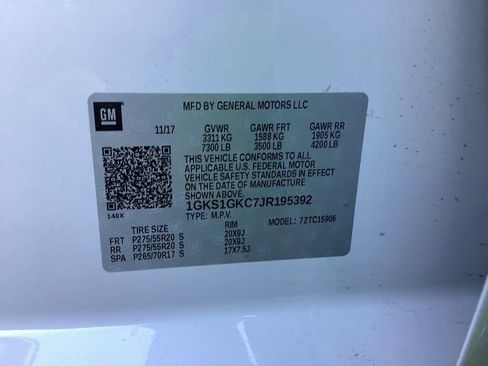 GM
MFD BY GENERAL MOTORS LLC
11/17 GVWR GAWR FRT GAWR RR
3311 KG 1588 KG 1905 KG
7300 LB 3500 LB 4200 LB
THIS VEHICLE CONFORMS TO ALL
APPLICABLE U.S. FEDERAL MOTOR
VEHICLE SAFETY STANDARDS IN
EFFECT ON THE DATE OF MANUFACTURE
SHOWN ABOVE.
140X
1GKS1GKC7JR195392
TYPE: M.P.V. MODEL: 72TC15906
TIRE SIZE RIM
FRT P275/55R20 S 20X9J
RR P275/55R20 S 20X9J
SPA P265/70R17 S 17X7.5J